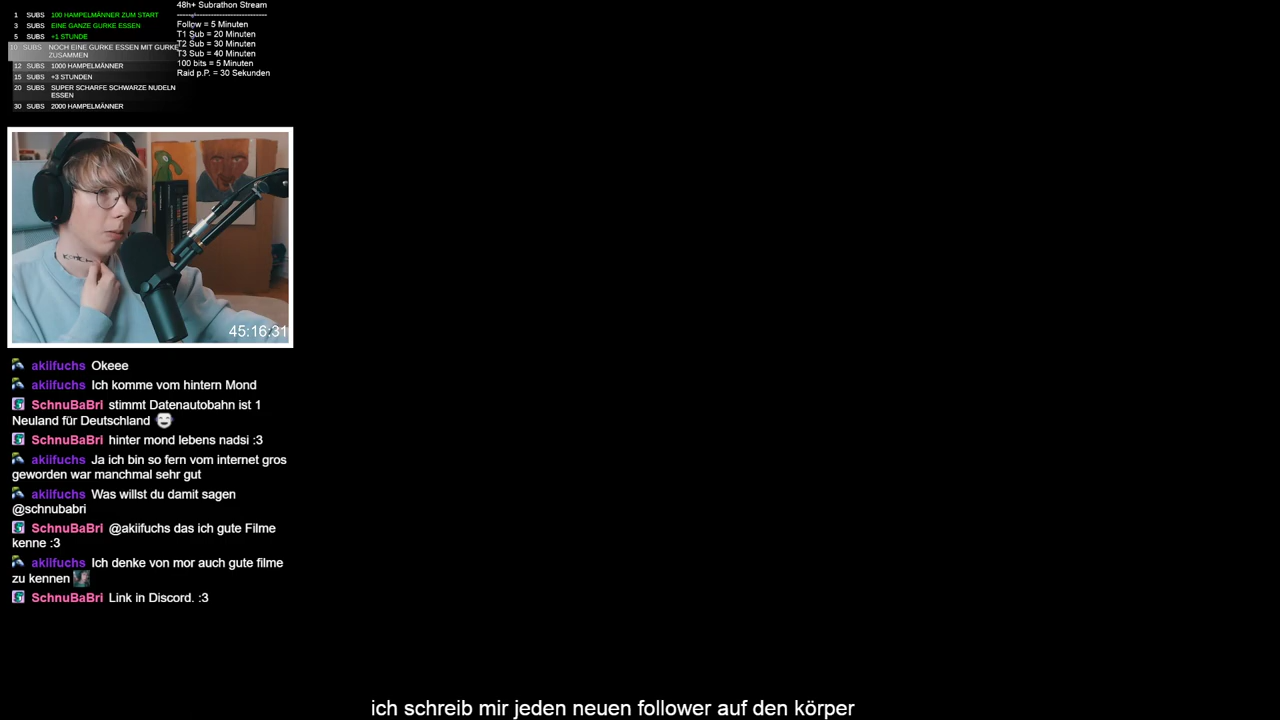 1 SUBS 100 HAMPELMÄNNER ZUM START
3 SUBS EINE GANZE GURKE ESSEN
5 SUBS +1 STUNDE
10 SUBS NOCH EINE GURKE ESSEN MIT GURKE
ZUSAMMEN
12 SUBS 1000 HAMPELMÄNNER
15 SUBS +3 STUNDEN
20 SUBS SUPER SCHARFE SCHWARZE NUDELN
ESSEN
30 SUBS 2000 HAMPELMÄNNER
48h+ Subrathon Stream
------------------------------
Follow = 5 Minuten
T1 Sub = 20 Minuten
T2 Sub = 30 Minuten
T3 Sub = 40 Minuten
100 bits = 5 Minuten
Raid p.P. = 30 Sekunden
45:16:31
akiifuchs Okeee
akiifuchs Ich komme vom hintern Mond
SchnuBaBri stimmt Datenautobahn ist 1
Neuland für Deutschland
SchnuBaBri hinter mond lebens nadsi :3
akiifuchs Ja ich bin so fern vom internet gros
geworden war manchmal sehr gut
akiifuchs Was willst du damit sagen
@schnubabri
SchnuBaBri @akiifuchs das ich gute Filme
kenne :3
akiifuchs Ich denke von mor auch gute filme
zu kennen
SchnuBaBri Link in Discord. :3
ich schreib mir jeden neuen follower auf den körper